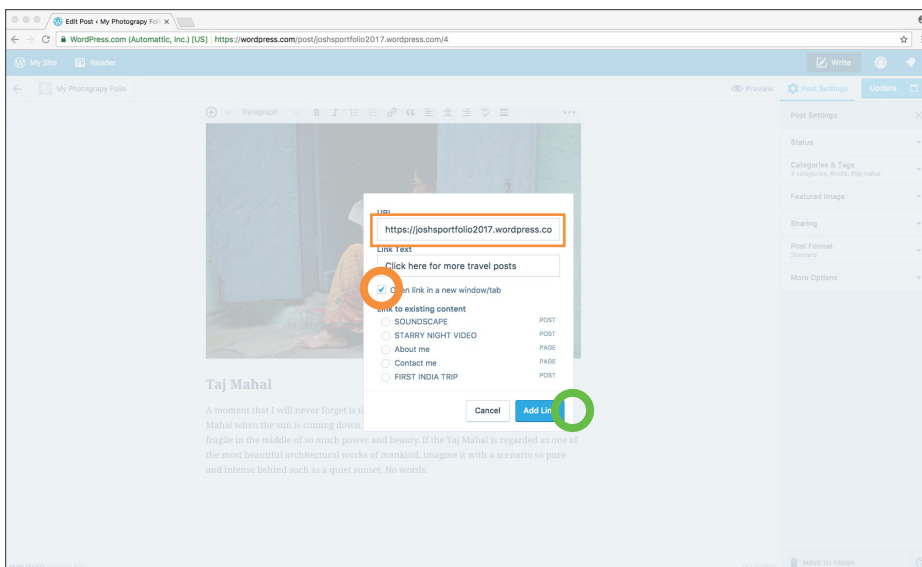 Edit Post ‹ My Photograpy Foli
WordPress.com (Automattic, Inc.) [US] https://wordpress.com/post/joshsportfolio2017.wordpress.com/4
My Site Reader Write
My Photograpy Folio Preview Post Settings Update
Paragraph B I
Post Settings
Status
Categories & Tags
Featured Image
Sharing
Post Format
Standard
More Options
URL
https://joshsportfolio2017.wordpress.co
Link Text
Click here for more travel posts
Open link in a new window/tab
Link to existing content
SOUNDSCAPE POST
STARRY NIGHT VIDEO POST
About me PAGE
Contact me PAGE
FIRST INDIA TRIP POST
Cancel Add Link
Taj Mahal
A moment that I will never forget is t
Mahal when the sun is coming down.
fragile in the middle of so much power and beauty. If the Taj Mahal is regarded as one of
the most beautiful architectural works of mankind, imagine it with a scenario so pure
and intense behind such as a quiet sunset. No words.
MOVE TO TRASH